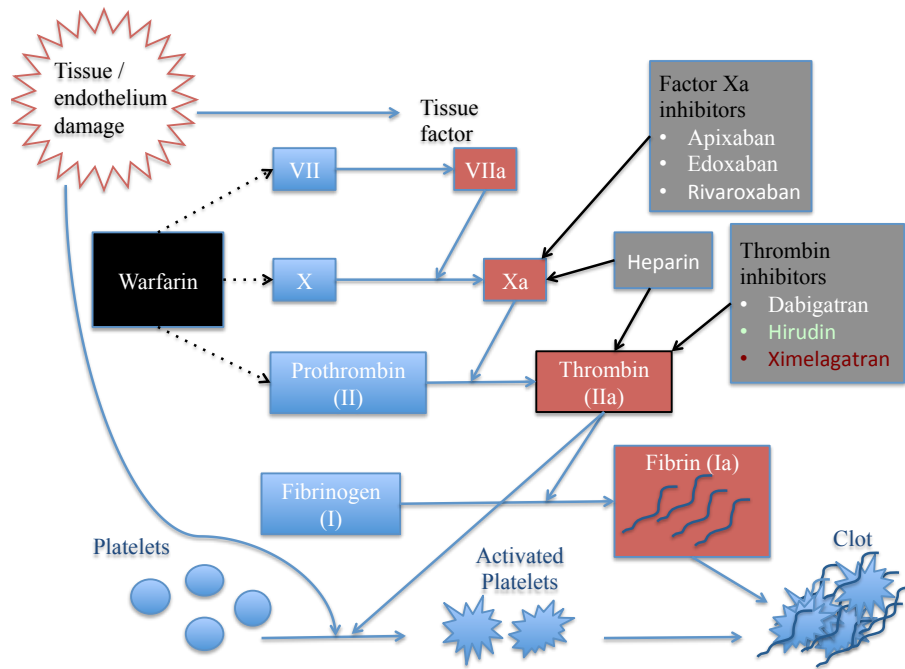 Tissue /
endothelium
damage
Tissue
factor
Factor Xa
inhibitors
• Apixaban
• Edoxaban
• Rivaroxaban
VII
VIIa
Warfarin
X
Xa
Heparin
Thrombin
inhibitors
• Dabigatran
• Hirudin
• Ximelagatran
Prothrombin
(II)
Thrombin
(IIa)
Fibrinogen
(I)
Fibrin (Ia)
Platelets
Activated
Platelets
Clot